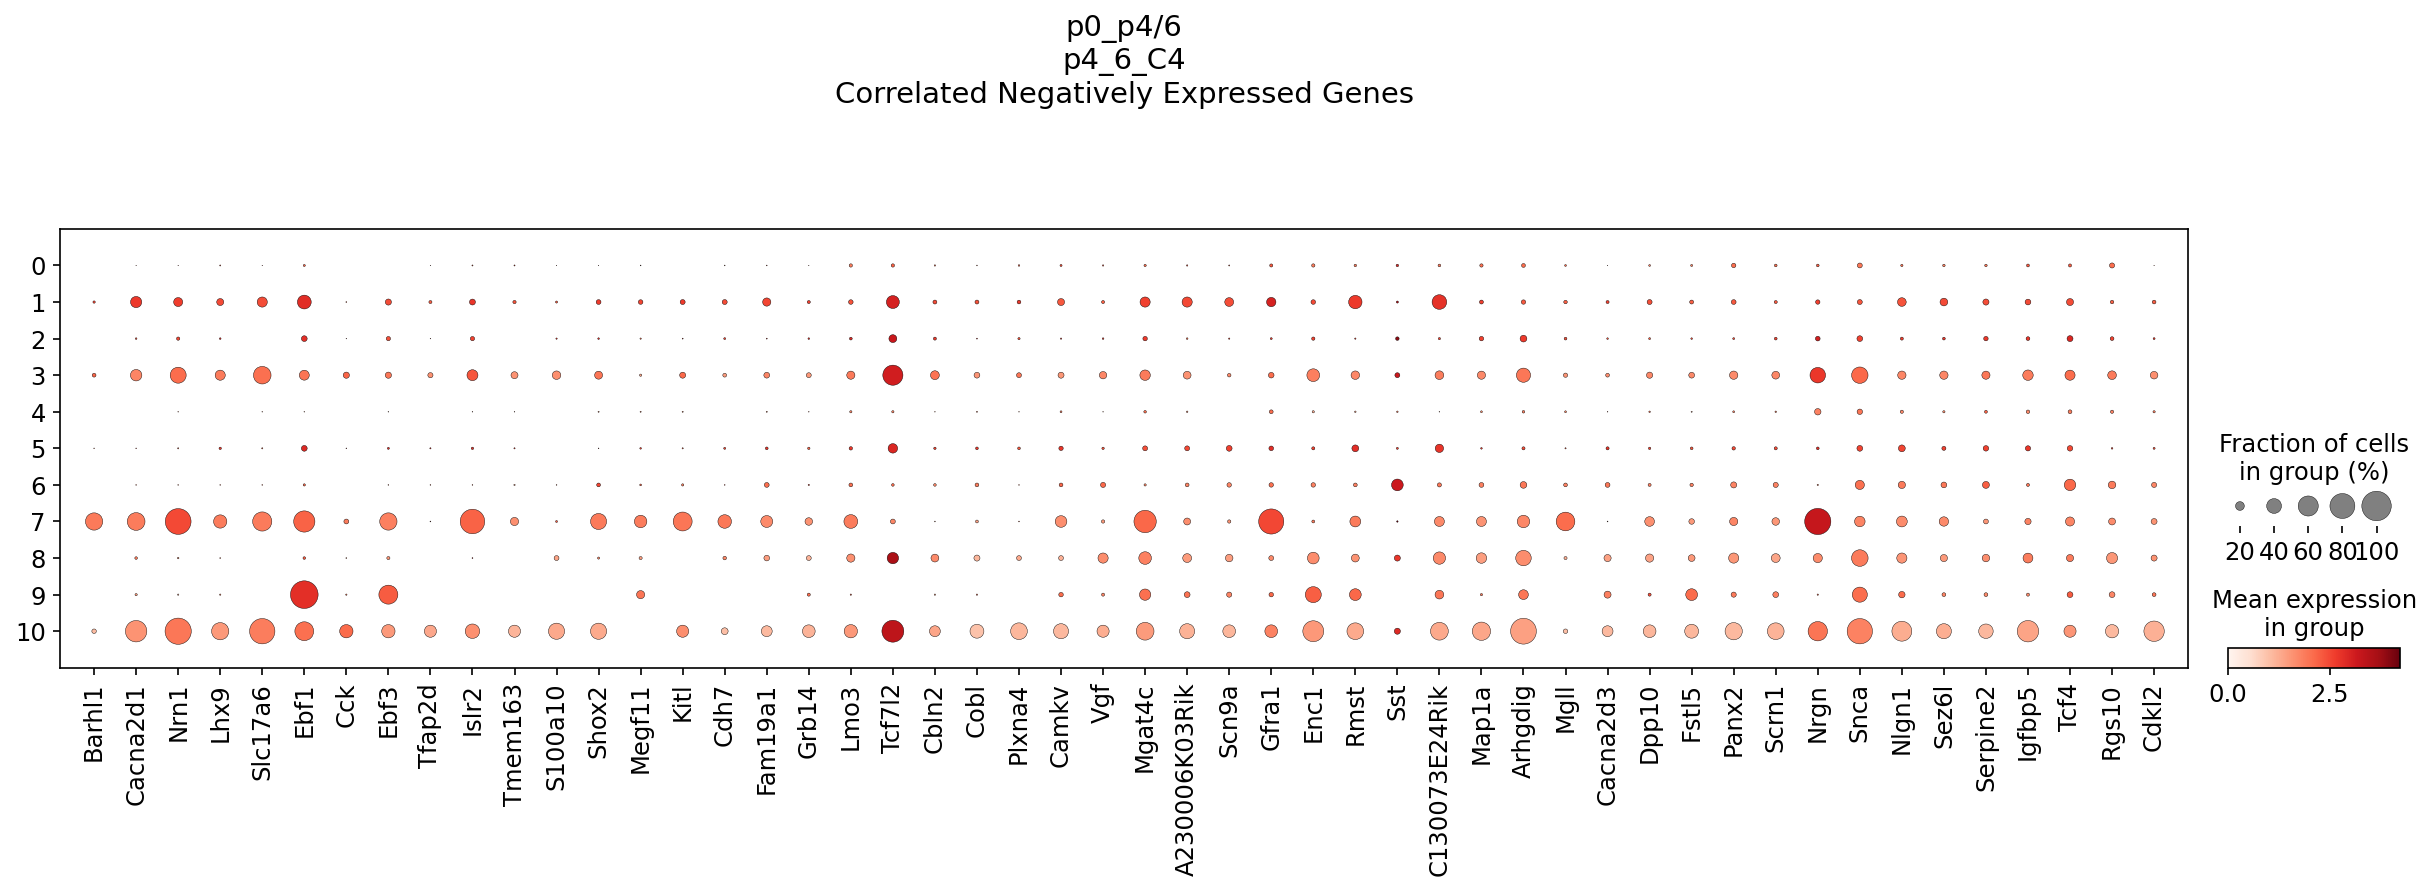 p0_p4/6
p4_6_C4
Correlated Negatively Expressed Genes
0
1
2
3
4
5
6
7
8
9
10
Barhl1
Cacna2d1
Nrn1
Lhx9
Slc17a6
Ebf1
Cck
Ebf3
Tfap2d
Islr2
Tmem163
S100a10
Shox2
Megf11
Kitl
Cdh7
Fam19a1
Grb14
Lmo3
Tcf7l2
Cbln2
Cobl
Plxna4
Camkv
Vgf
Mgat4c
A230006K03Rik
Scn9a
Gfra1
Enc1
Rmst
Sst
C130073E24Rik
Map1a
Arhgdig
Mgll
Cacna2d3
Dpp10
Fstl5
Panx2
Scrn1
Nrgn
Snca
Nlgn1
Sez6l
Serpine2
Igfbp5
Tcf4
Rgs10
Cdkl2
Fraction of cells
in group (%)
20 40 60 80 100
Mean expression
in group
0.0 2.5